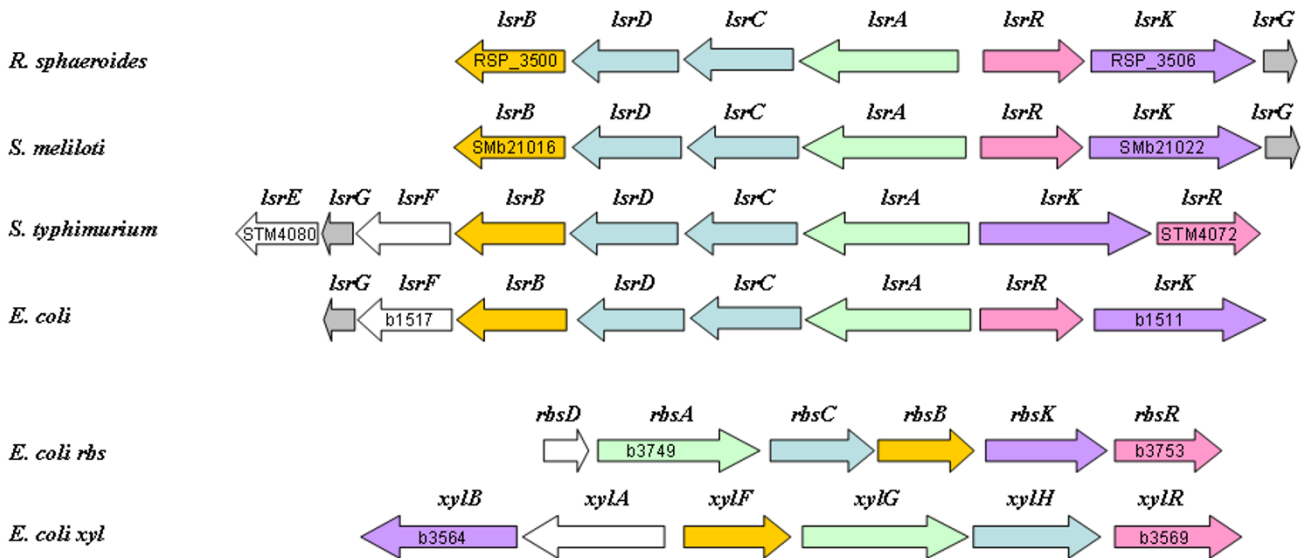 lsrB lsrD lsrC lsrA lsrR lsrK lsrG
R. sphaeroides RSP_3500 RSP_3506
lsrB lsrD lsrC lsrA lsrR lsrK lsrG
S. meliloti SMb21016 SMb21022
lsrE lsrG lsrF lsrB lsrD lsrC lsrA lsrK lsrR
S. typhimurium STM4080 STM4072
lsrG lsrF lsrB lsrD lsrC lsrA lsrR lsrK
E. coli b1517 b1511
rbsD rbsA rbsC rbsB rbsK rbsR
E. coli rbs b3749 b3753
xylB xylA xylF xylG xylH xylR
E. coli xyl b3564 b3569